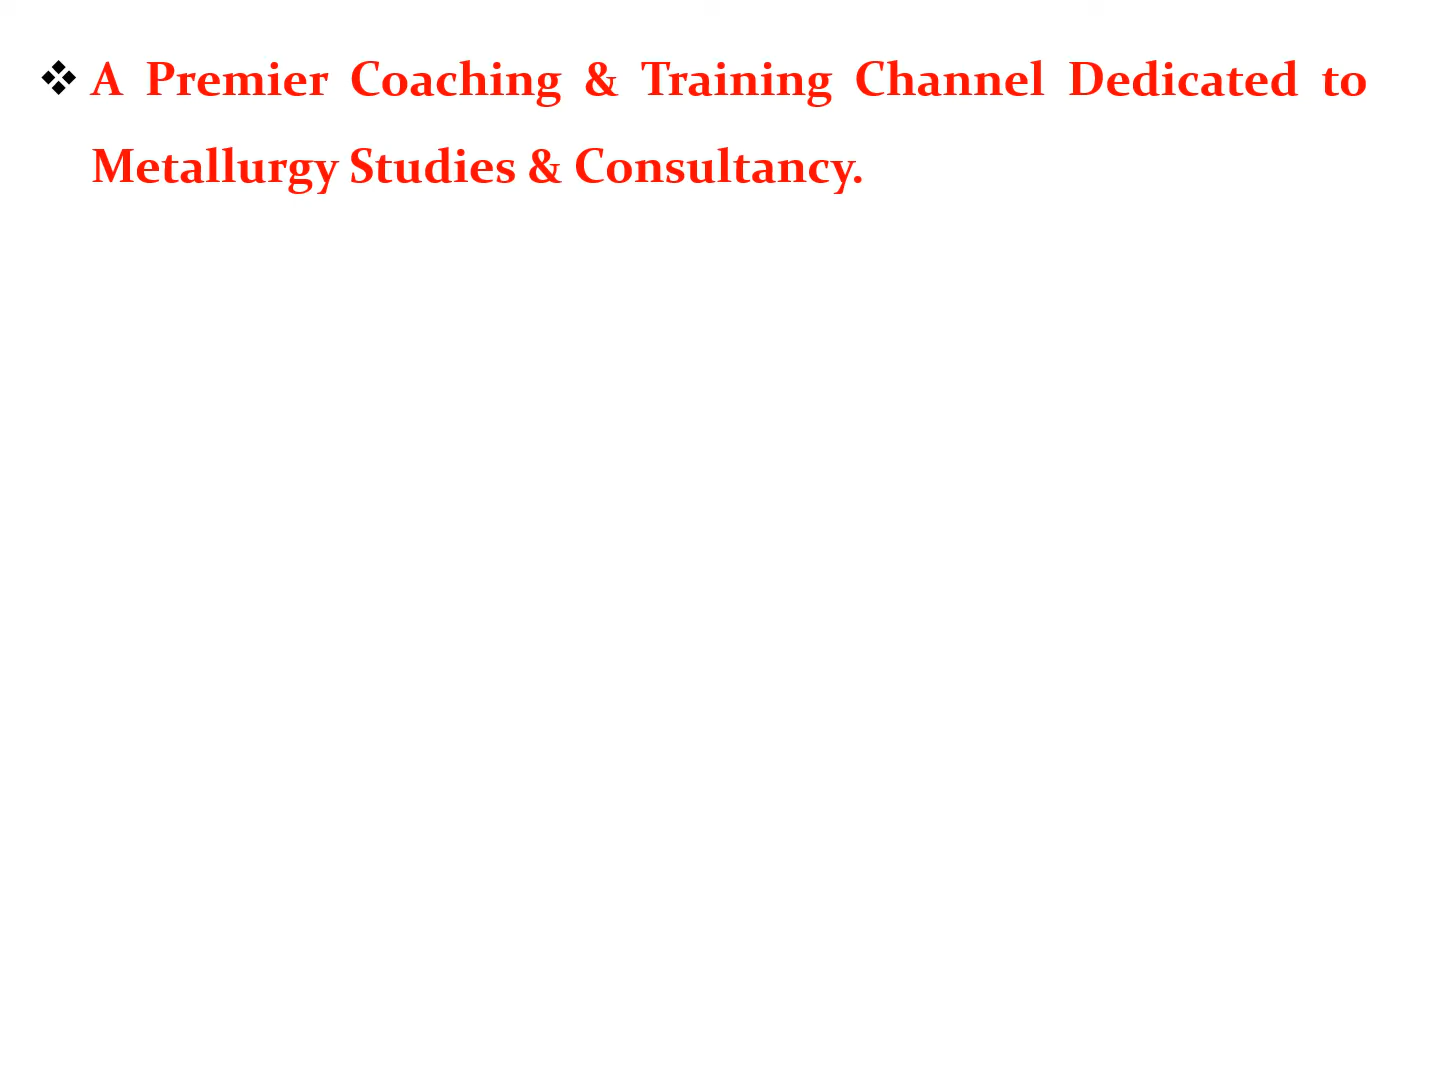 ❖ A Premier Coaching & Training Channel Dedicated to
Metallurgy Studies & Consultancy.